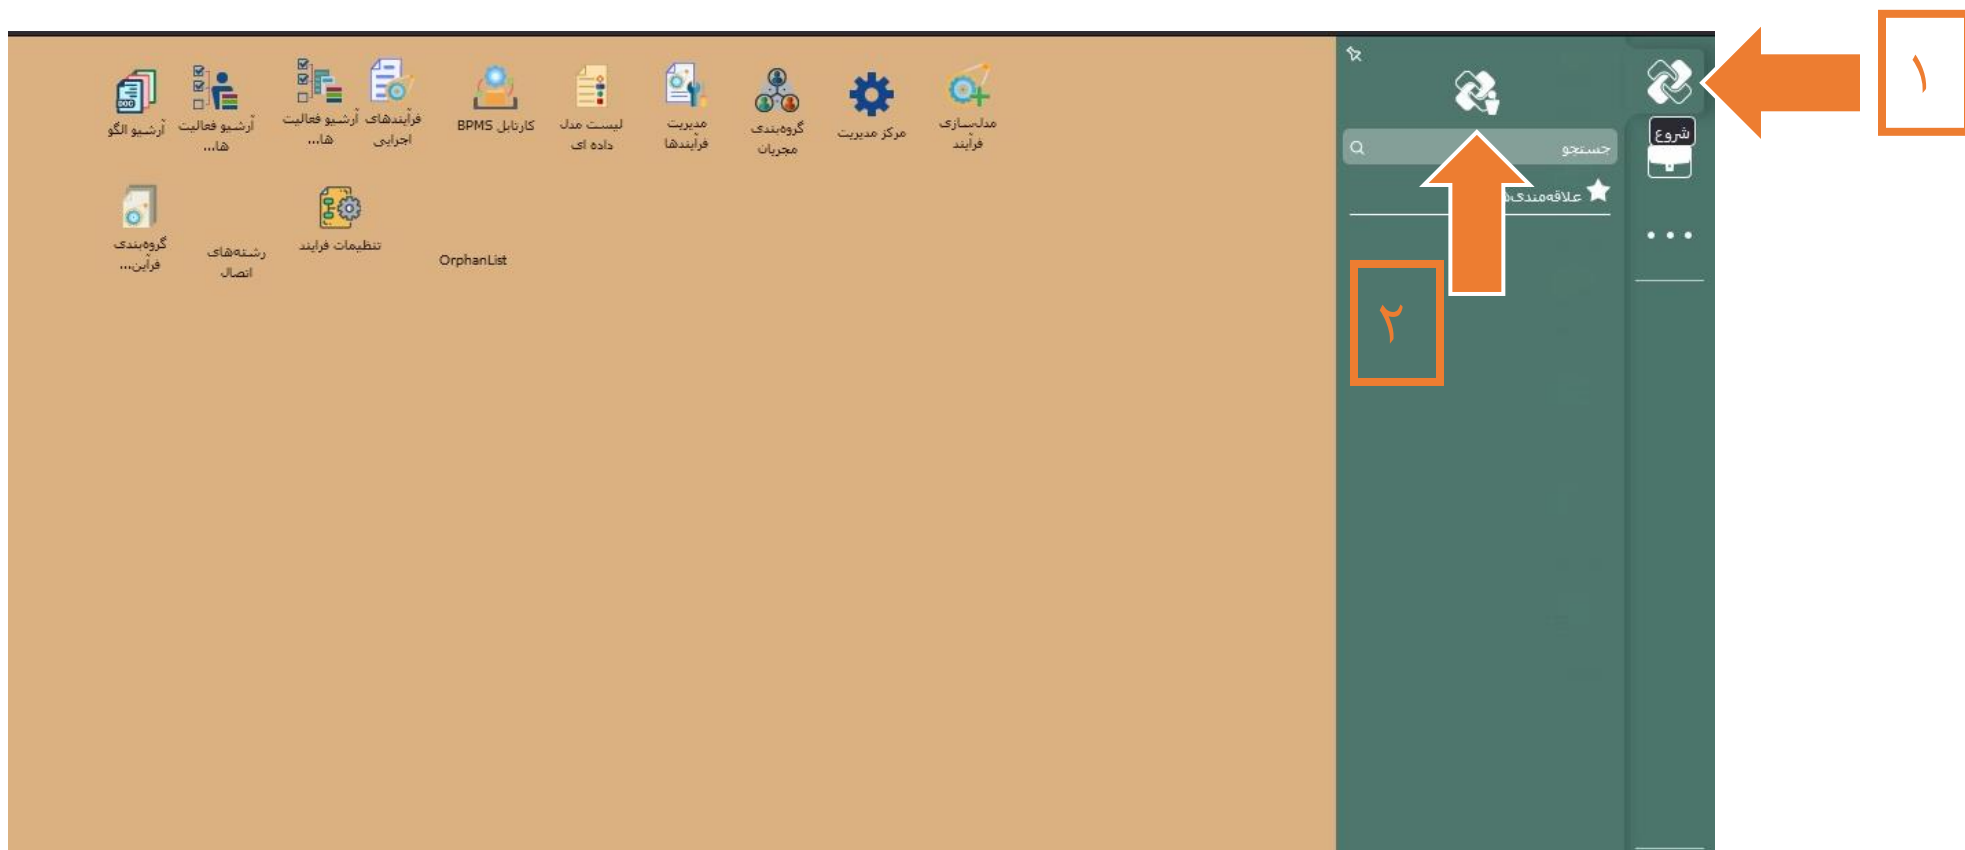 ۱
شروع
جستجو
علاقه‌مندی
۲
مدل‌سازی
فرآیند
مرکز مدیریت
گروه‌بندی
مجریان
مدیریت
فرآیندها
لیست مدل
داده ای
کارتابل BPMS
فرآیندهای
اجرایی
آرشیو فعالیت
ها...
آرشیو فعالیت
ها...
آرشیو الگو
OrphanList
تنظیمات فرایند
رشته‌های
اتصال
گروه‌بندی
فرآین...